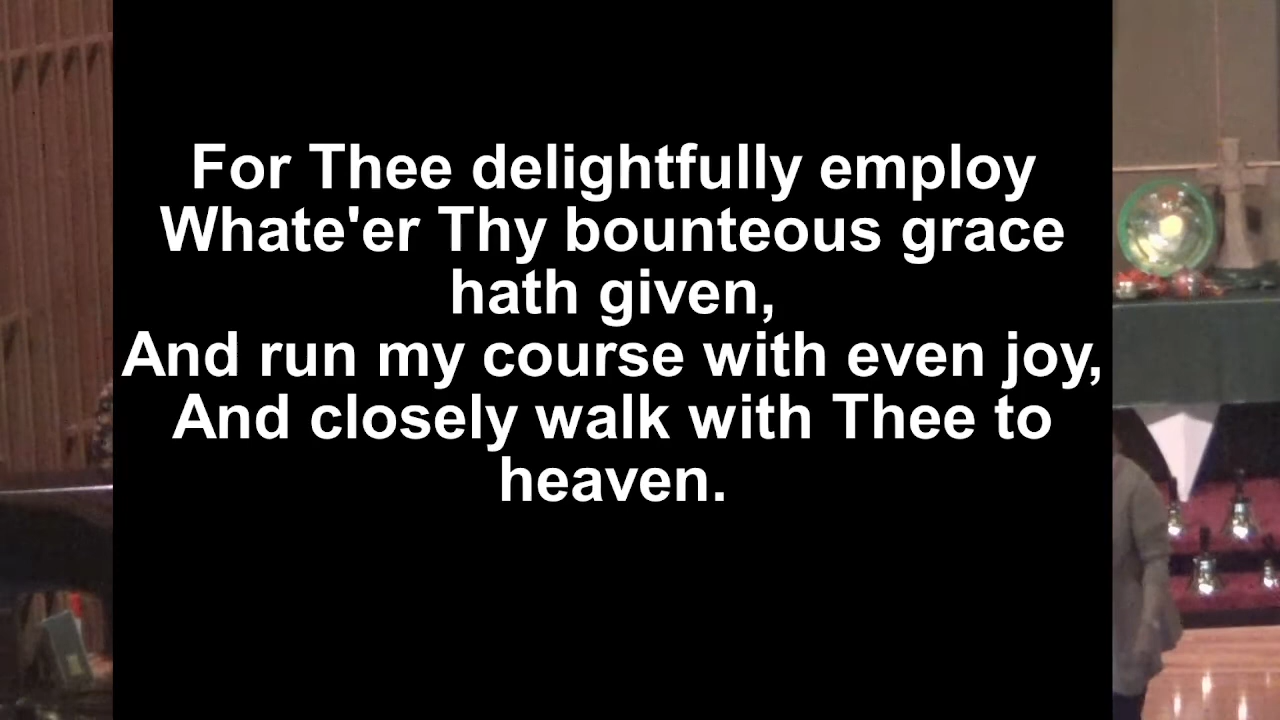 For Thee delightfully employ
Whate'er Thy bounteous grace
hath given,
And run my course with even joy,
And closely walk with Thee to
heaven.